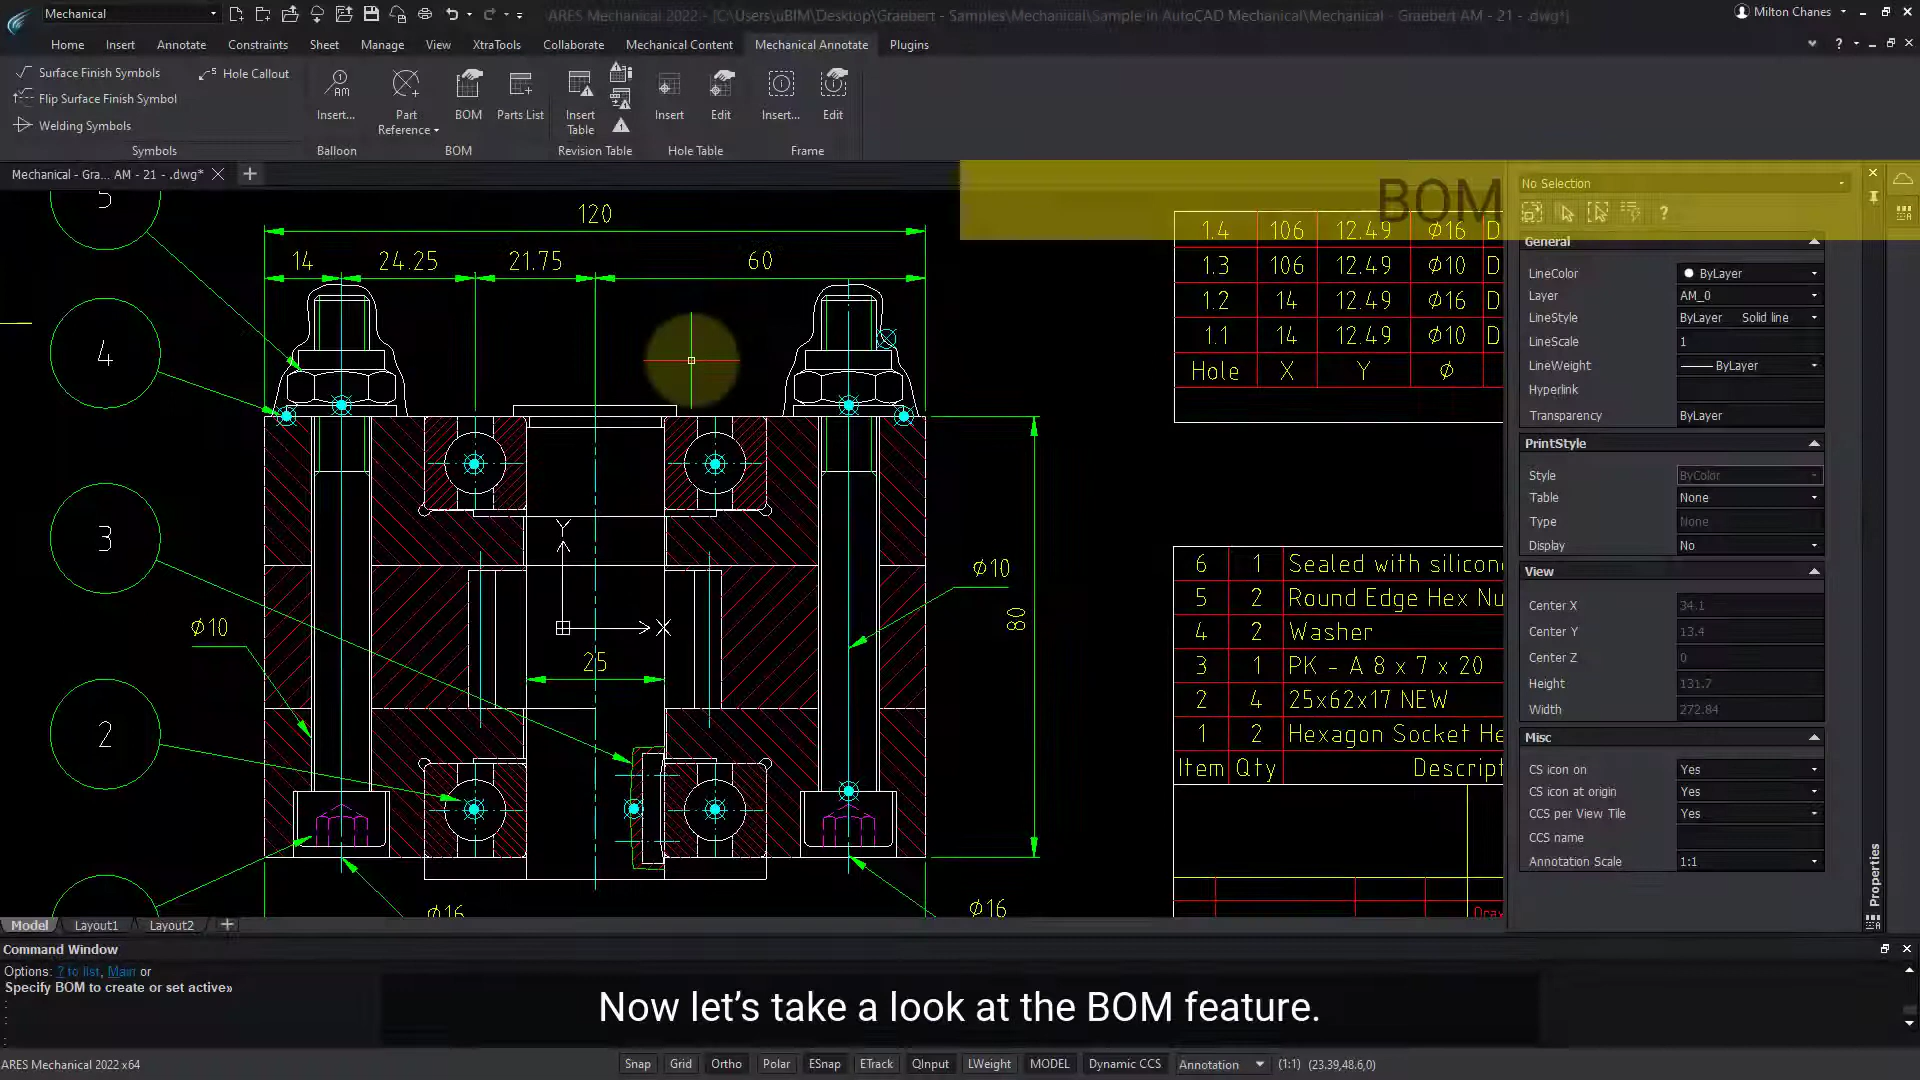 Mechanical
ARES Mechanical 2022 - [C:\Users\uBIM\Desktop\Graebert - Samples\Mechanical\Sample in AutoCAD Mechanical\Mechanical - Graebert AM - 21 - .dwg*]
Milton Chanes
Home Insert Annotate Constraints Sheet Manage View XtraTools Collaborate Mechanical Content Mechanical Annotate Plugins
?
Surface Finish Symbols
Hole Callout
Flip Surface Finish Symbol
Welding Symbols
Symbols
AM
Insert...
Balloon
Part
Reference
BOM
Parts List
BOM
Insert
Table
Revision Table
Insert
Edit
Hole Table
Insert...
Edit
Frame
Mechanical - Gra... AM - 21 - .dwg*
BOM
5
4
3
2
120
14
24.25
21.75
60
Ø10
25
Ø10
80
Ø16
Ø16
Y
X
1.4 106 12.49 Ø16 D
1.3 106 12.49 Ø10 D
1.2 14 12.49 Ø16 D
1.1 14 12.49 Ø10 D
Hole X Y Ø
6 1 Sealed with silicon
5 2 Round Edge Hex Nu
4 2 Washer
3 1 PK - A 8 x 7 x 20
2 4 25x62x17 NEW
1 2 Hexagon Socket He
Item Qty Descript
No Selection
?
General
LineColor ByLayer
Layer AM_0
LineStyle ByLayer Solid line
LineScale 1
LineWeight ByLayer
Hyperlink
Transparency ByLayer
PrintStyle
Style ByColor
Table None
Type None
Display No
View
Center X 34.1
Center Y 13.4
Center Z 0
Height 131.7
Width 272.84
Misc
CS icon on Yes
CS icon at origin Yes
CCS per View Tile Yes
CCS name
Annotation Scale 1:1
Properties
Model Layout1 Layout2
Command Window
Options: ? to list, Main or
Specify BOM to create or set active»
:
:
:
Now let's take a look at the BOM feature.
ARES Mechanical 2022 x64
Snap Grid Ortho Polar ESnap ETrack QInput LWeight MODEL Dynamic CCS Annotation (1:1) (23.39,48.6,0)